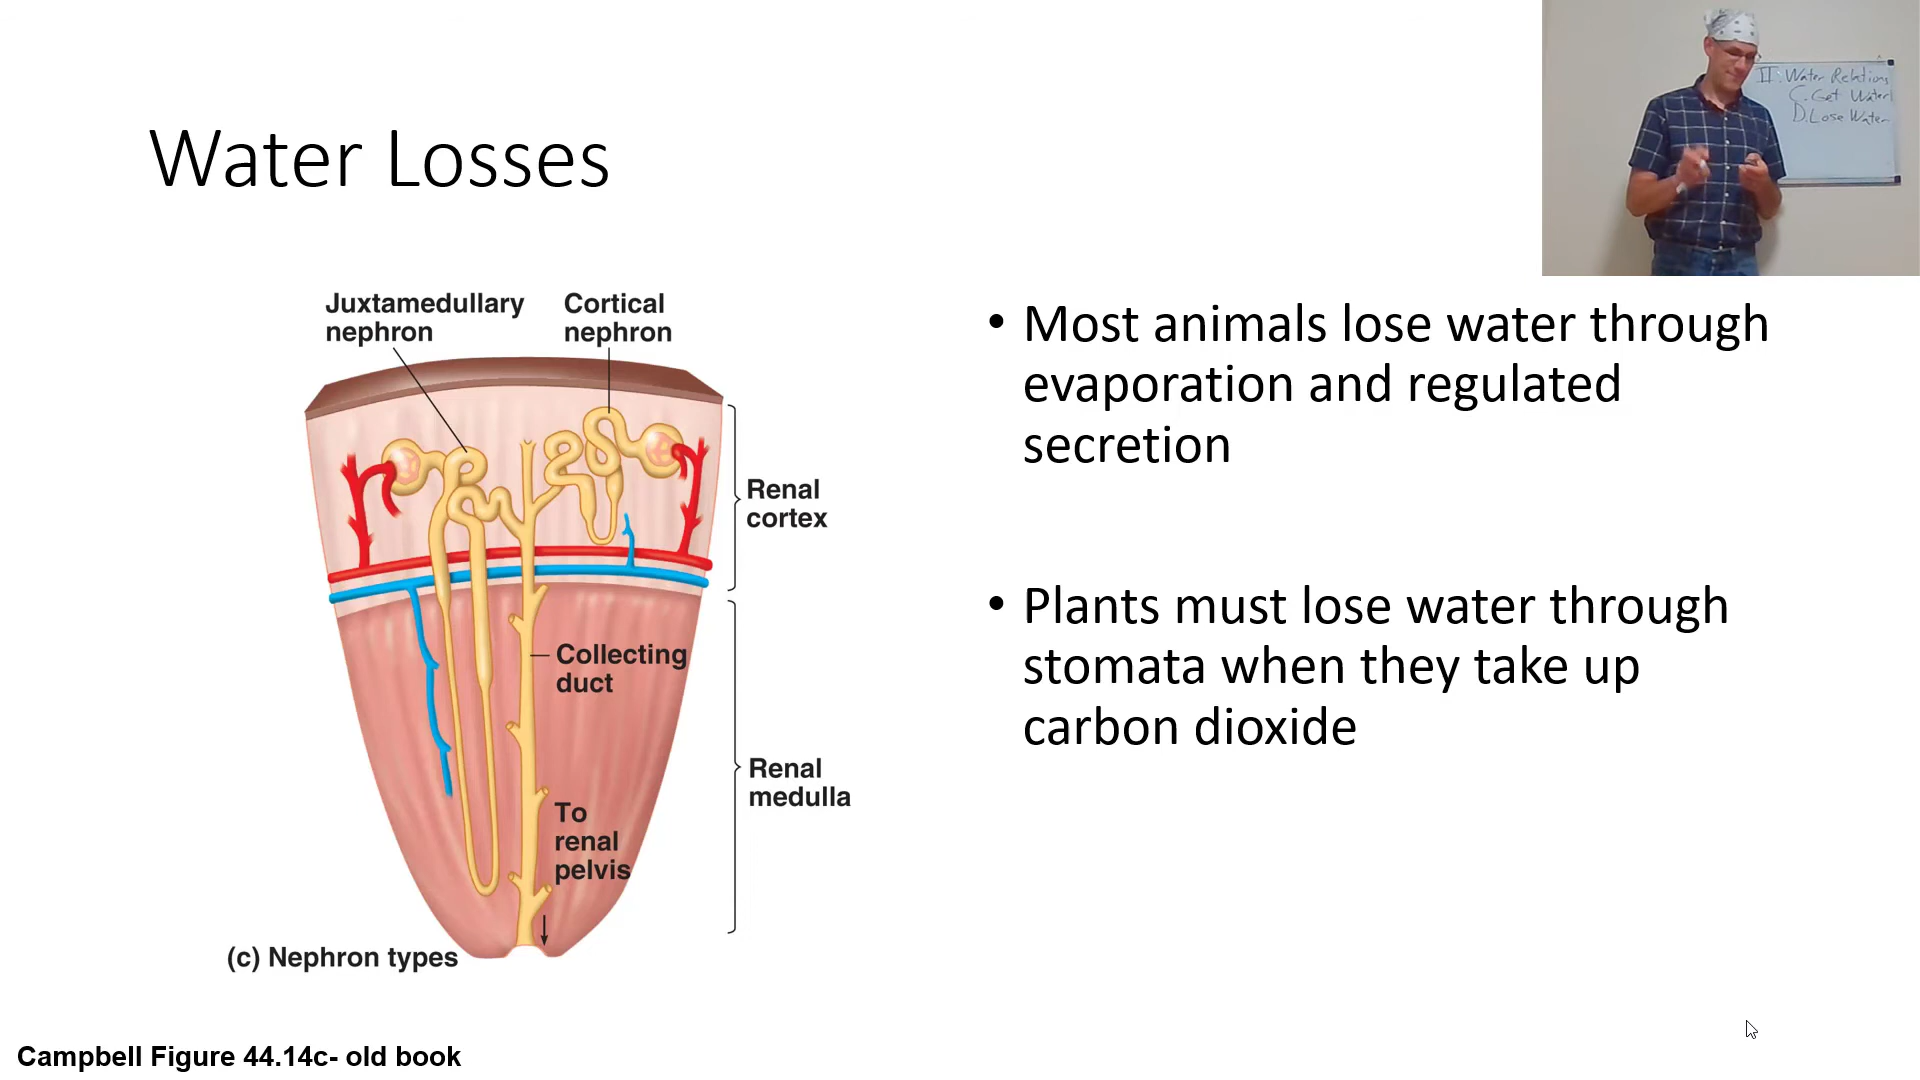 Water Losses
II. Water Relations
C. Get Water
D. Lose Water
Juxtamedullary
nephron
Cortical
nephron
Renal
cortex
Collecting
duct
Renal
medulla
To
renal
pelvis
(c) Nephron types
• Most animals lose water through
evaporation and regulated
secretion
• Plants must lose water through
stomata when they take up
carbon dioxide
Campbell Figure 44.14c- old book